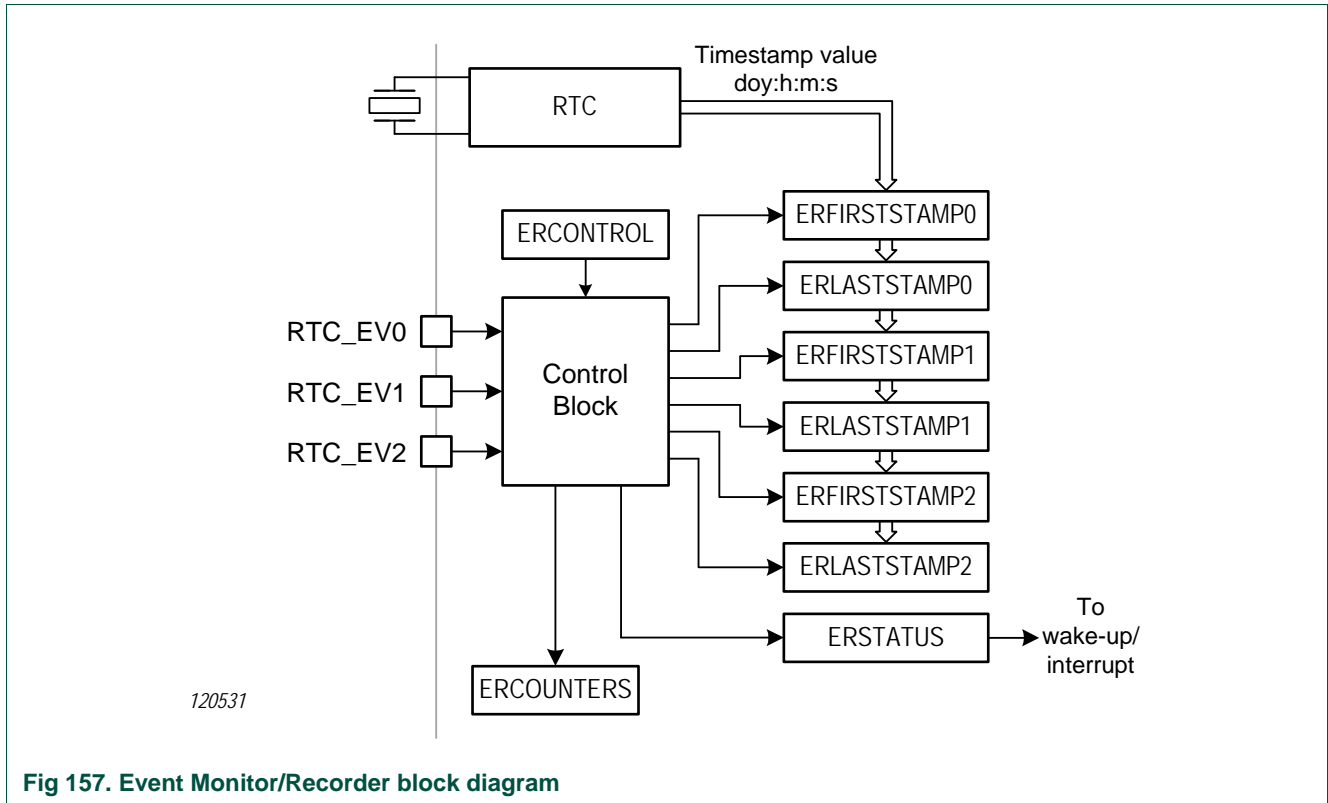 Timestamp value
doy:h:m:s
RTC
ERFIRSTSTAMP0
ERCONTROL
ERLASTSTAMP0
RTC_EV0
ERFIRSTSTAMP1
Control
Block
RTC_EV1
ERLASTSTAMP1
RTC_EV2
ERFIRSTSTAMP2
ERLASTSTAMP2
ERSTATUS
To
wake-up/
interrupt
ERCOUNTERS
120531
Fig 157. Event Monitor/Recorder block diagram